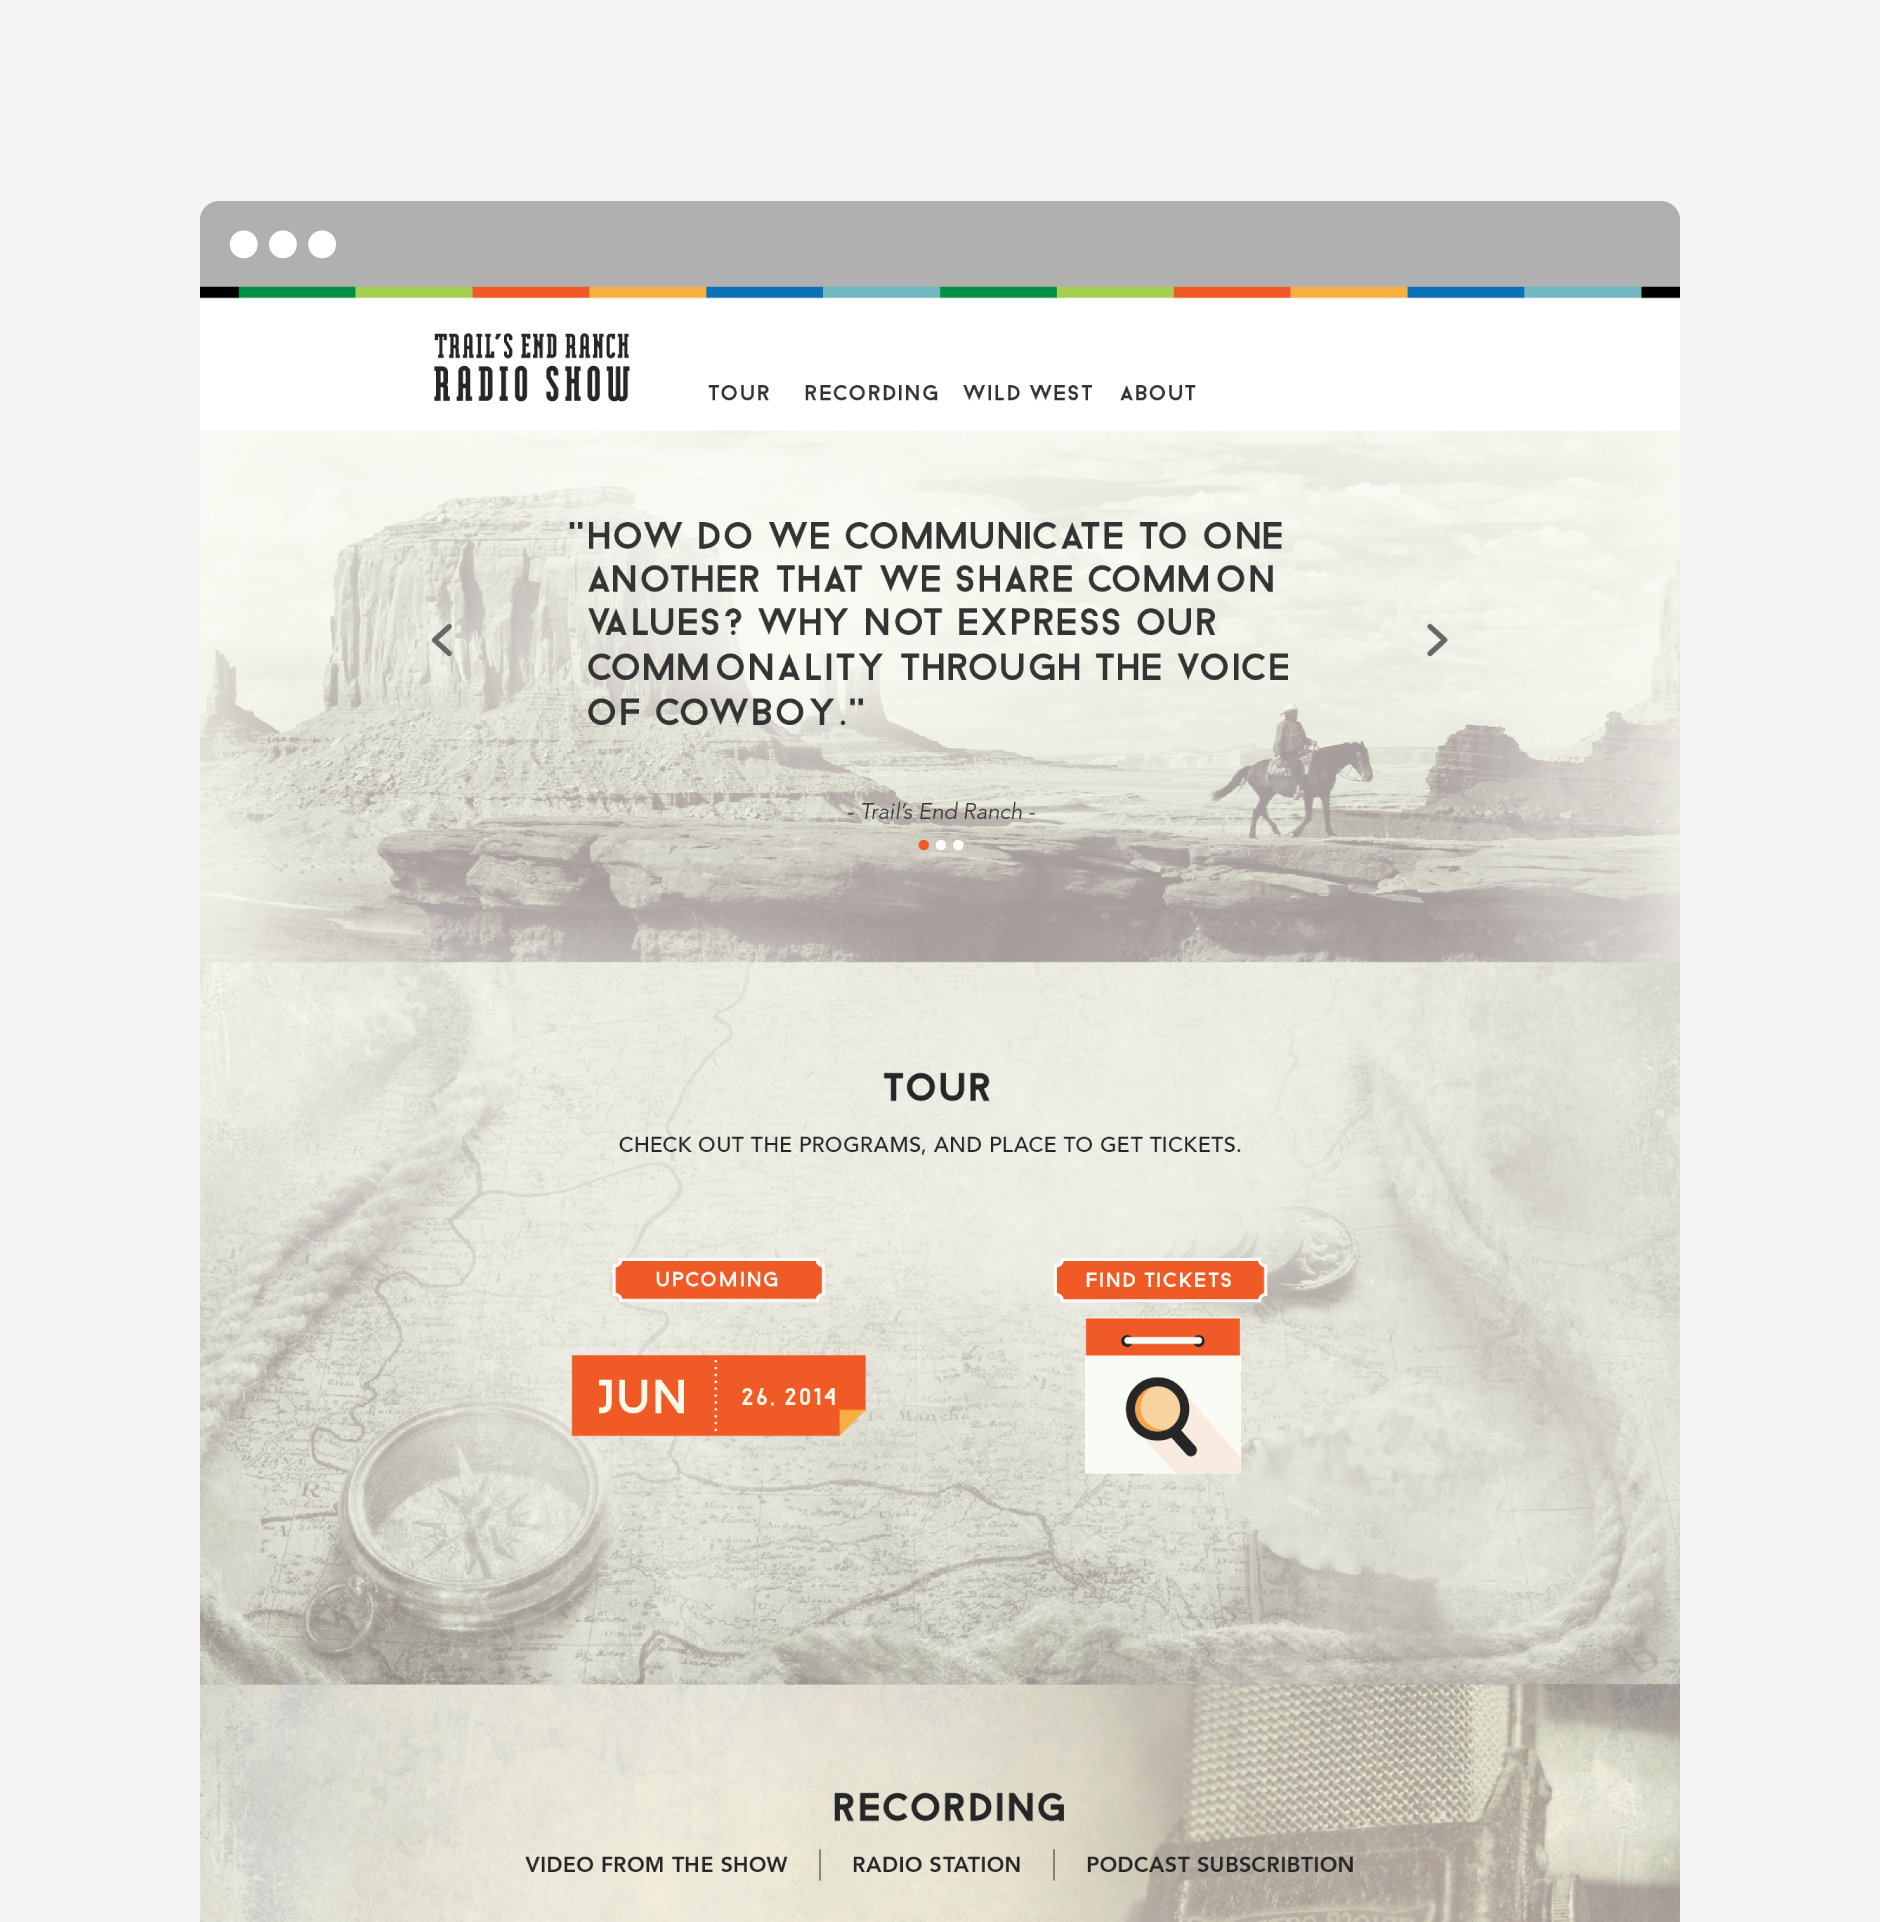 TRAIL'S END RANCH
RADIO SHOW
TOUR RECORDING WILD WEST ABOUT
"HOW DO WE COMMUNICATE TO ONE
ANOTHER THAT WE SHARE COMMON
VALUES? WHY NOT EXPRESS OUR
COMMONALITY THROUGH THE VOICE
OF COWBOY."
- Trail's End Ranch -
TOUR
CHECK OUT THE PROGRAMS, AND PLACE TO GET TICKETS.
UPCOMING FIND TICKETS
JUN 26, 2014
RECORDING
VIDEO FROM THE SHOW RADIO STATION PODCAST SUBSCRIBTION